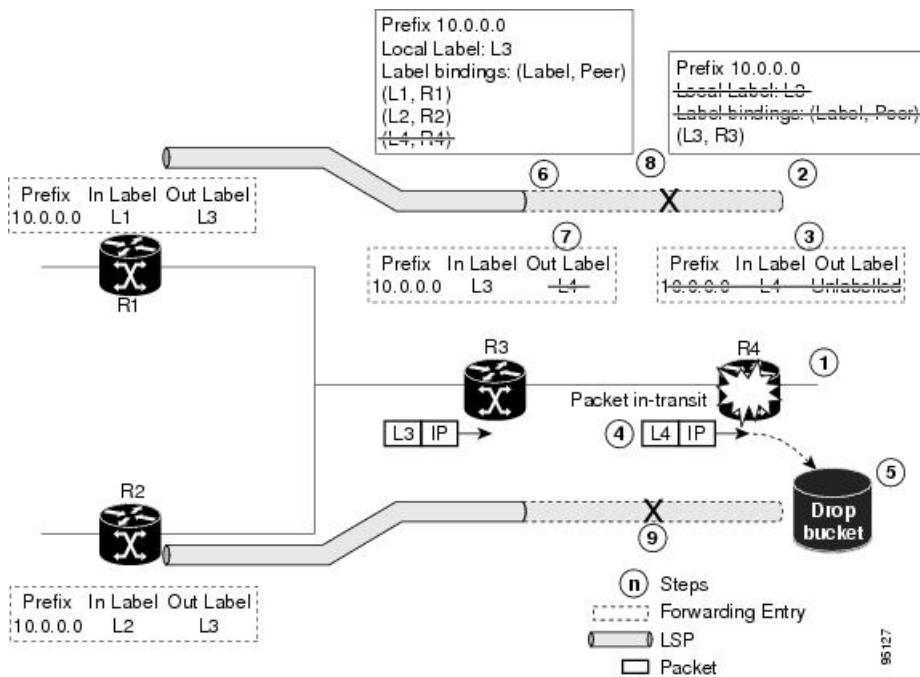 Prefix 10.0.0.0
Local Label: L3
Label bindings: (Label, Peer)
(L1, R1)
(L2, R2)
(L4, R4)
Prefix 10.0.0.0
Local Label: L3
Label bindings: (Label, Peer)
(L3, R3)
6
8
2
Prefix In Label Out Label
10.0.0.0 L1 L3
R1
7
Prefix In Label Out Label
10.0.0.0 L3 L4
3
Prefix In Label Out Label
10.0.0.0 L4 Unlabelled
R3
R4
1
Packet in-transit
L3 IP
4
L4 IP
5
Drop
bucket
R2
9
Prefix In Label Out Label
10.0.0.0 L2 L3
n Steps
Forwarding Entry
LSP
Packet
95127